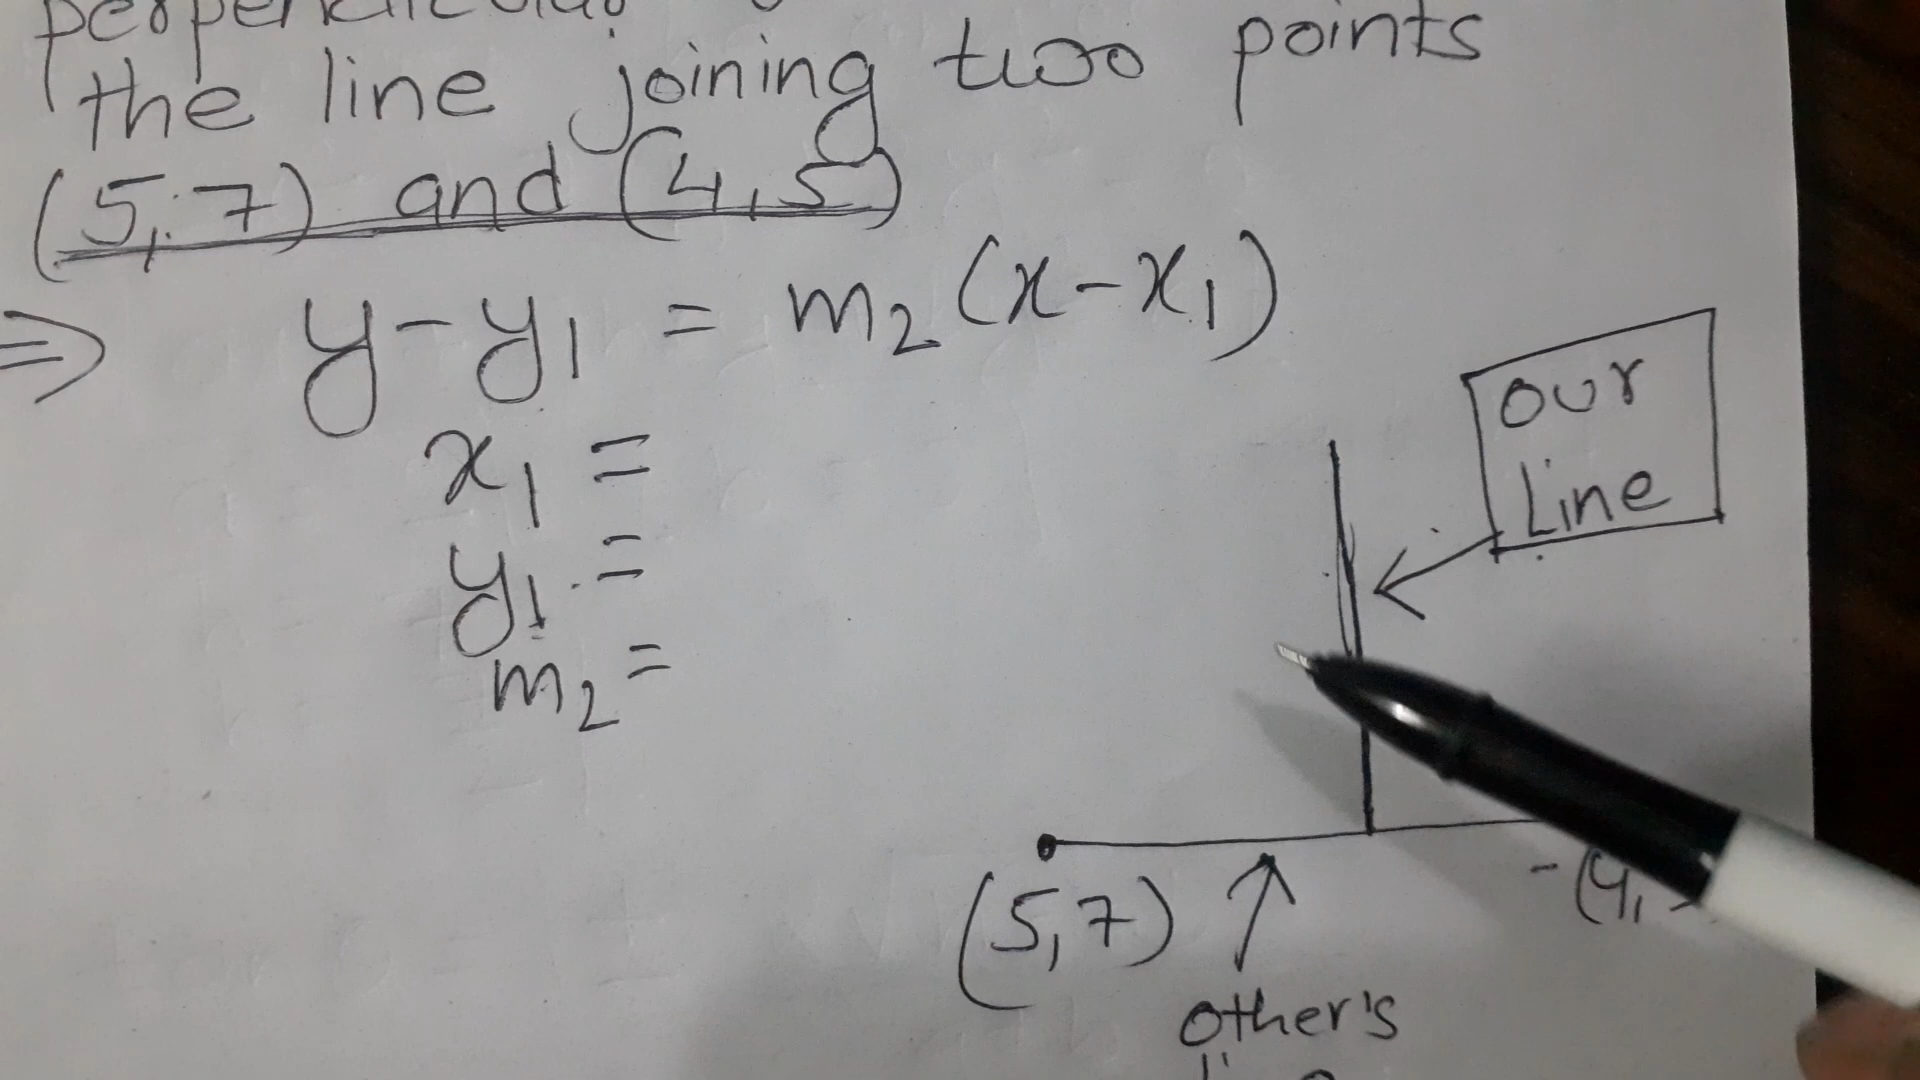 the line joining two points
(5, 7) and (4, 5)
⇒ y - y₁ = m₂ (x - x₁)
x₁ =
y₁ =
m₂ =
our
Line
(5, 7)
other's